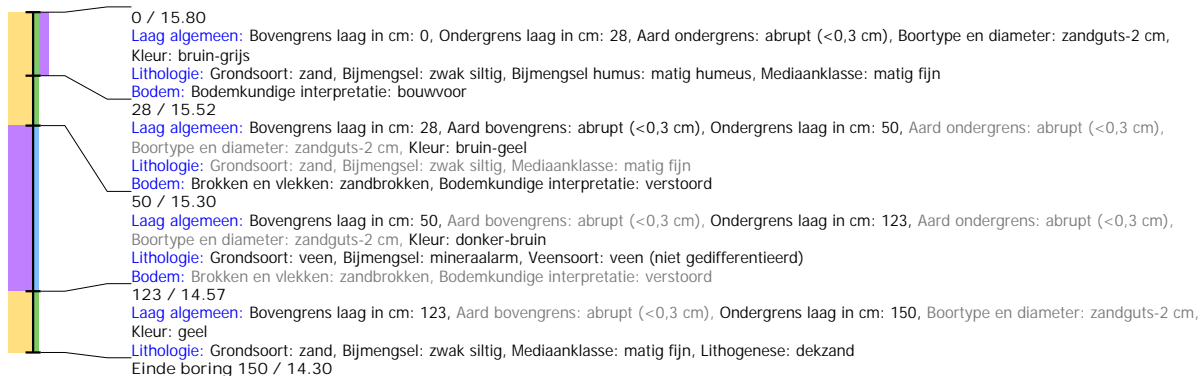 0 / 15.80
Laag algemeen: Bovengrens laag in cm: 0, Ondergrens laag in cm: 28, Aard ondergrens: abrupt (<0,3 cm), Boortype en diameter: zandguts-2 cm,
Kleur: bruin-grijs
Lithologie: Grondsoort: zand, Bijmengsel: zwak siltig, Bijmengsel humus: matig humeus, Mediaanklasse: matig fijn
Bodem: Bodemkundige interpretatie: bouwvoor
28 / 15.52
Laag algemeen: Bovengrens laag in cm: 28, Aard bovengrens: abrupt (<0,3 cm), Ondergrens laag in cm: 50, Aard ondergrens: abrupt (<0,3 cm),
Boortype en diameter: zandguts-2 cm, Kleur: bruin-geel
Lithologie: Grondsoort: zand, Bijmengsel: zwak siltig, Mediaanklasse: matig fijn
Bodem: Brokken en vlekken: zandbrokken, Bodemkundige interpretatie: verstoord
50 / 15.30
Laag algemeen: Bovengrens laag in cm: 50, Aard bovengrens: abrupt (<0,3 cm), Ondergrens laag in cm: 123, Aard ondergrens: abrupt (<0,3 cm),
Boortype en diameter: zandguts-2 cm, Kleur: donker-bruin
Lithologie: Grondsoort: veen, Bijmengsel: mineraalarm, Veensoort: veen (niet gedifferentieerd)
Bodem: Brokken en vlekken: zandbrokken, Bodemkundige interpretatie: verstoord
123 / 14.57
Laag algemeen: Bovengrens laag in cm: 123, Aard bovengrens: abrupt (<0,3 cm), Ondergrens laag in cm: 150, Boortype en diameter: zandguts-2 cm,
Kleur: geel
Lithologie: Grondsoort: zand, Bijmengsel: zwak siltig, Mediaanklasse: matig fijn, Lithogenese: dekzand
Einde boring 150 / 14.30